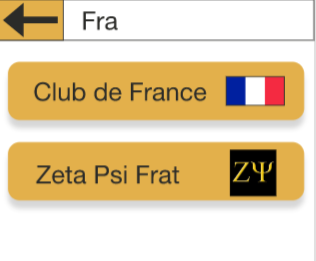 Fra
Club de France
Zeta Psi Frat ΖΨ